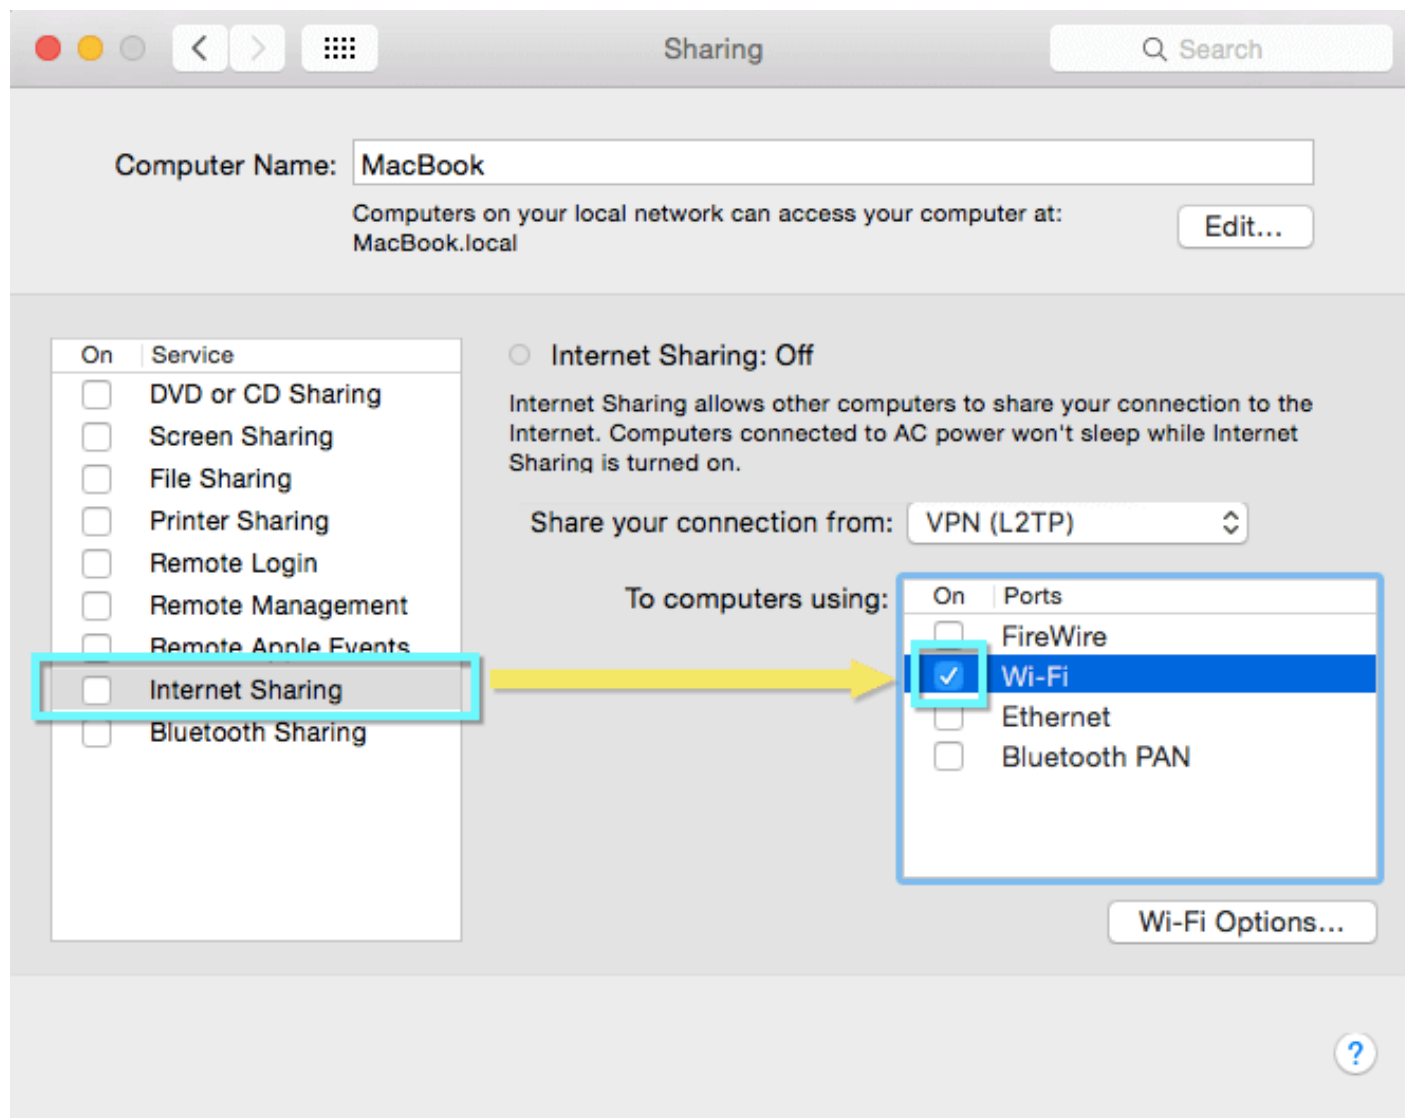 Sharing
Search
Computer Name: MacBook
Computers on your local network can access your computer at:
MacBook.local
Edit...
On Service
DVD or CD Sharing
Screen Sharing
File Sharing
Printer Sharing
Remote Login
Remote Management
Remote Apple Events
Internet Sharing
Bluetooth Sharing
Internet Sharing: Off
Internet Sharing allows other computers to share your connection to the
Internet. Computers connected to AC power won't sleep while Internet
Sharing is turned on.
Share your connection from: VPN (L2TP)
To computers using:
On Ports
FireWire
Wi-Fi
Ethernet
Bluetooth PAN
Wi-Fi Options...
?